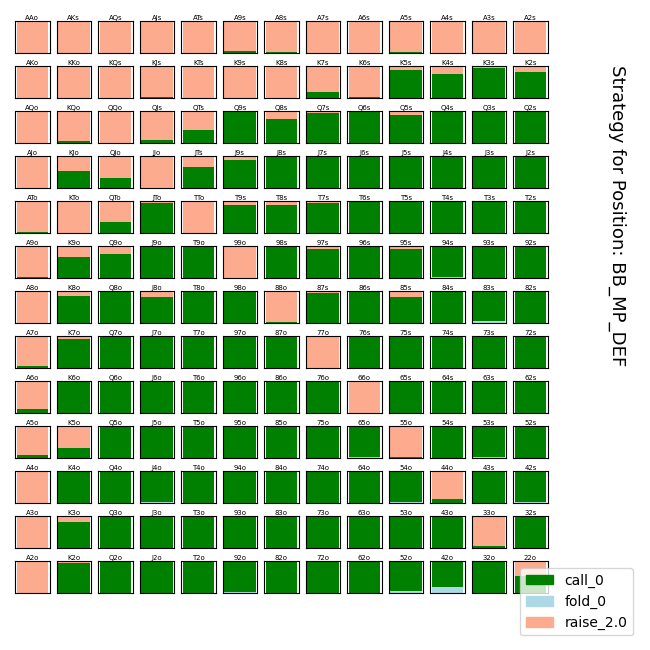 AAo AKs AQs AJs ATs A9s A8s A7s A6s A5s A4s A3s A2s
AKo KKo KQs KJs KTs K9s K8s K7s K6s K5s K4s K3s K2s
AQo KQo QQo QJs QTs Q9s Q8s Q7s Q6s Q5s Q4s Q3s Q2s
AJo KJo QJo JJo JTs J9s J8s J7s J6s J5s J4s J3s J2s
ATo KTo QTo JTo TTo T9s T8s T7s T6s T5s T4s T3s T2s
A9o K9o Q9o J9o T9o 99o 98s 97s 96s 95s 94s 93s 92s
A8o K8o Q8o J8o T8o 98o 88o 87s 86s 85s 84s 83s 82s
A7o K7o Q7o J7o T7o 97o 87o 77o 76s 75s 74s 73s 72s
A6o K6o Q6o J6o T6o 96o 86o 76o 66o 65s 64s 63s 62s
A5o K5o Q5o J5o T5o 95o 85o 75o 65o 55o 54s 53s 52s
A4o K4o Q4o J4o T4o 94o 84o 74o 64o 54o 44o 43s 42s
A3o K3o Q3o J3o T3o 93o 83o 73o 63o 53o 43o 33o 32s
A2o K2o Q2o J2o T2o 92o 82o 72o 62o 52o 42o 32o 22o
Strategy for Position: BB_MP_DEF
call_0
fold_0
raise_2.0